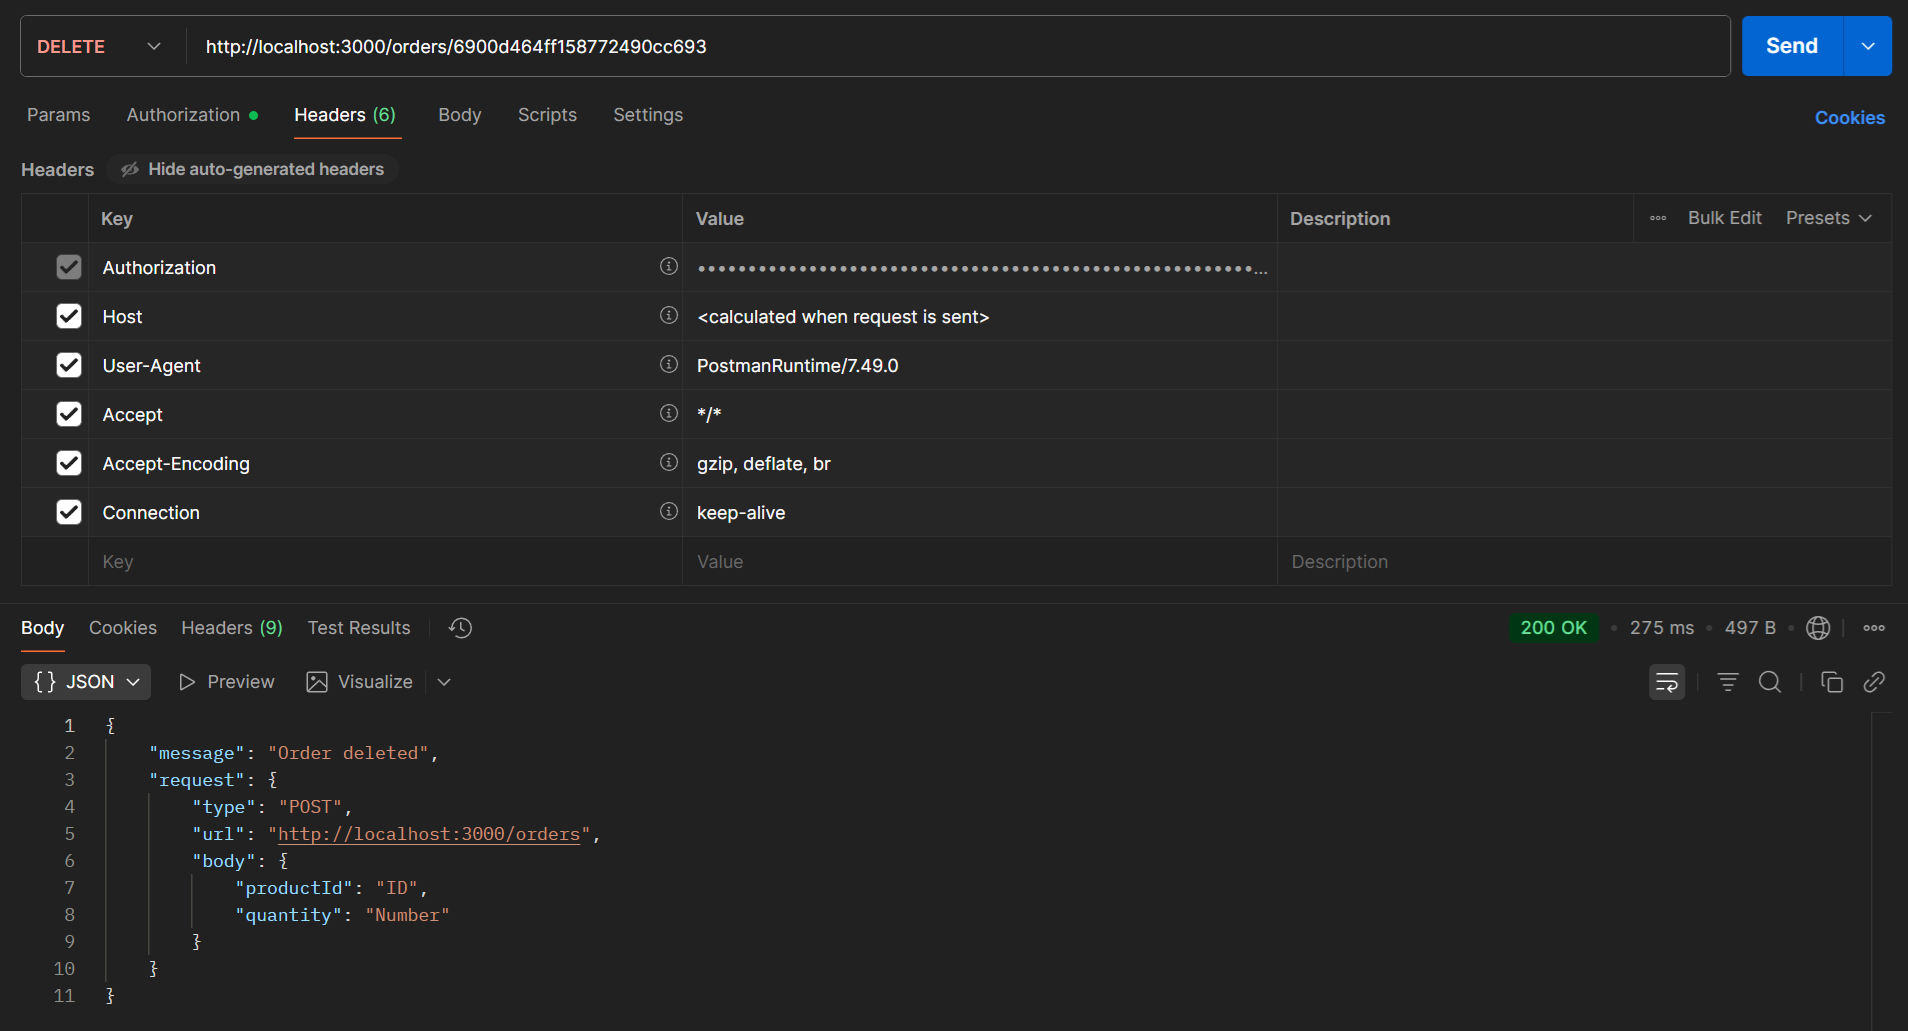 DELETE http://localhost:3000/orders/6900d464ff158772490cc693 Send
Params Authorization Headers (6) Body Scripts Settings Cookies
Headers Hide auto-generated headers
Key Value Description Bulk Edit Presets
Authorization ••••••••••••••••••••••••••••••••••••••••••••••••••••••••...
Host <calculated when request is sent>
User-Agent PostmanRuntime/7.49.0
Accept */*
Accept-Encoding gzip, deflate, br
Connection keep-alive
Key Value Description
Body Cookies Headers (9) Test Results 200 OK • 275 ms • 497 B •
{} JSON Preview Visualize
1 {
2 "message": "Order deleted",
3 "request": {
4 "type": "POST",
5 "url": "http://localhost:3000/orders",
6 "body": {
7 "productId": "ID",
8 "quantity": "Number"
9 }
10 }
11 }